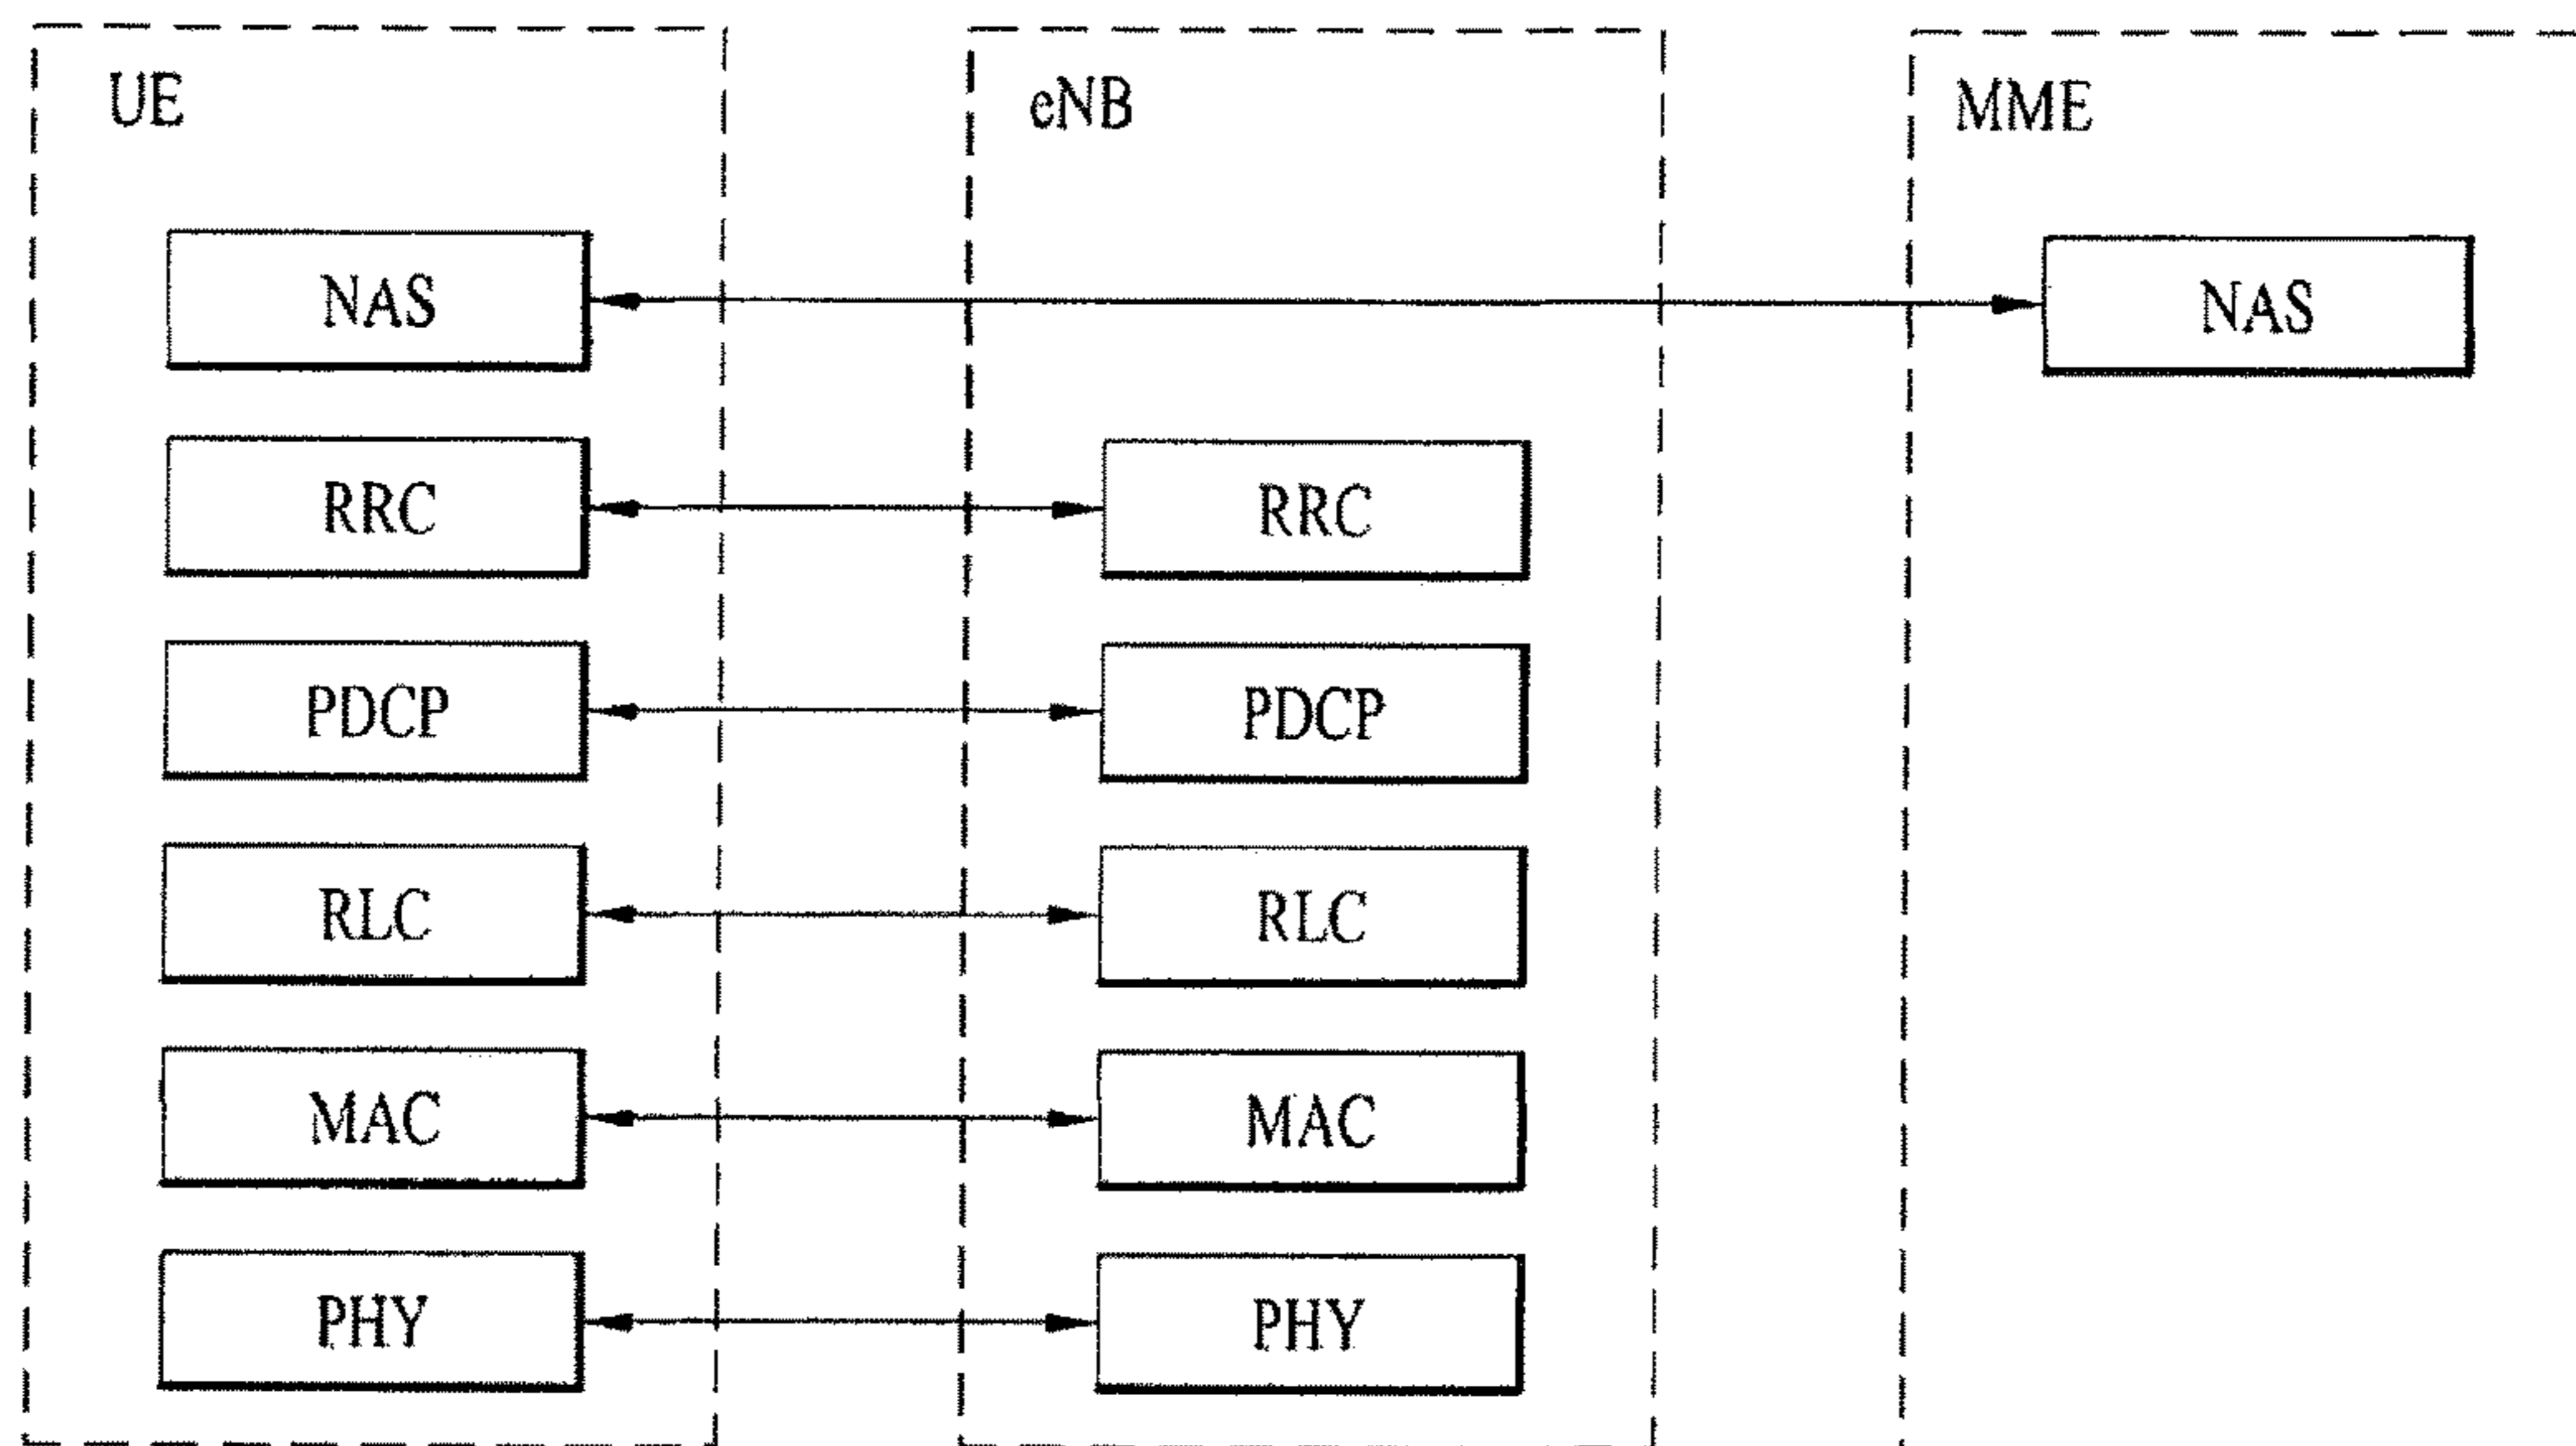 UE eNB MME
NAS NAS
RRC RRC
PDCP PDCP
RLC RLC
MAC MAC
PHY PHY